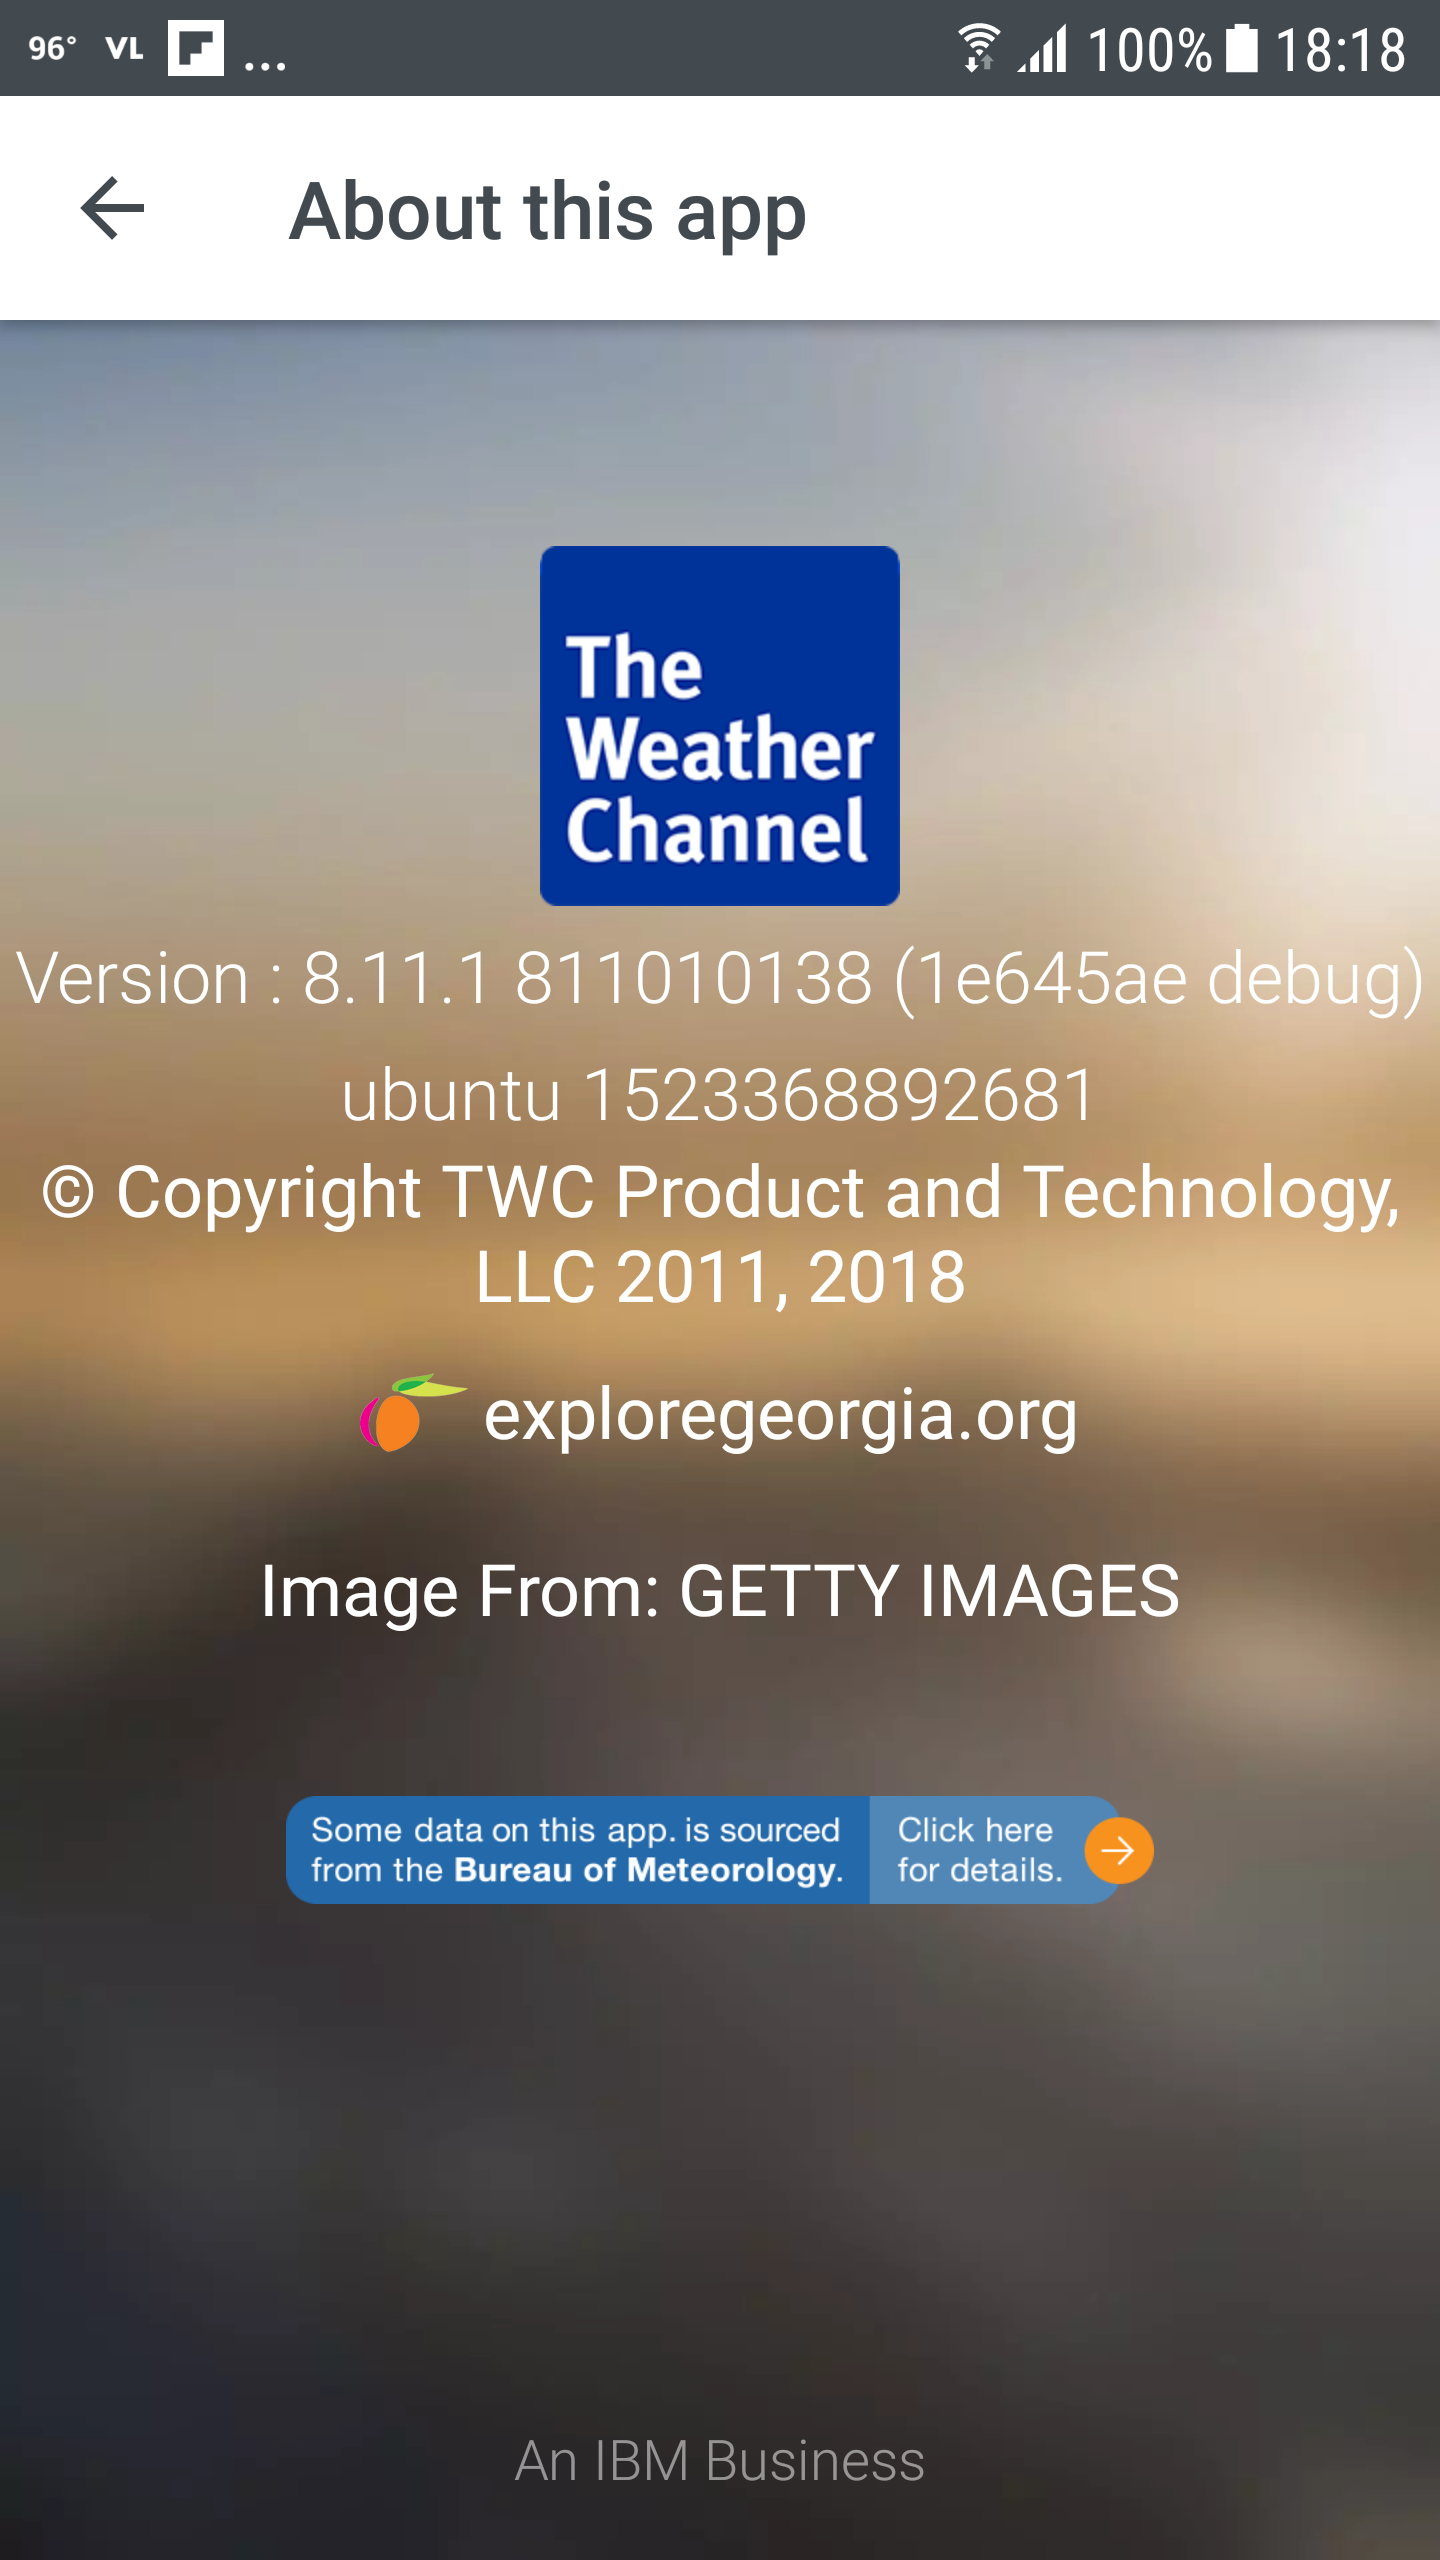 96° VL ... 100% 18:18
About this app
The
Weather
Channel
Version : 8.11.1 811010138 (1e645ae debug)
ubuntu 1523368892681
© Copyright TWC Product and Technology,
LLC 2011, 2018
exploregeorgia.org
Image From: GETTY IMAGES
Some data on this app. is sourced
from the Bureau of Meteorology.
Click here
for details.
An IBM Business